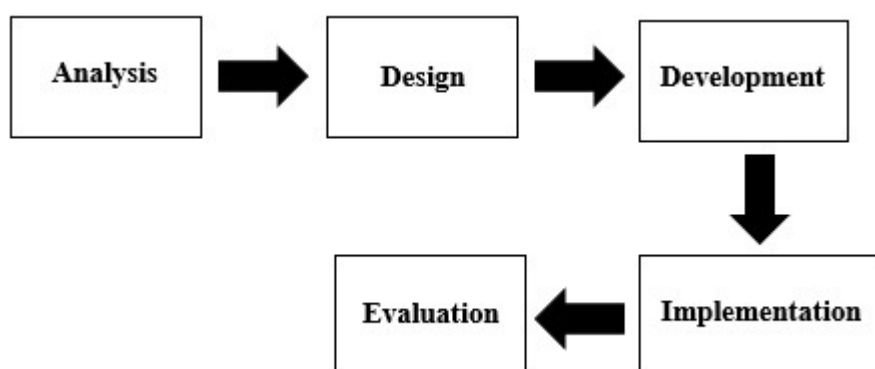 Analysis
Design
Development
Implementation
Evaluation